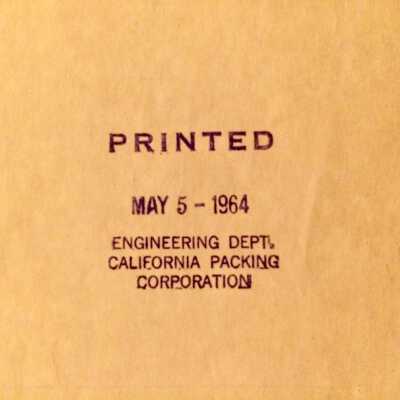 PRINTED
MAY 5 - 1964
ENGINEERING DEPT.
CALIFORNIA PACKING
CORPORATION